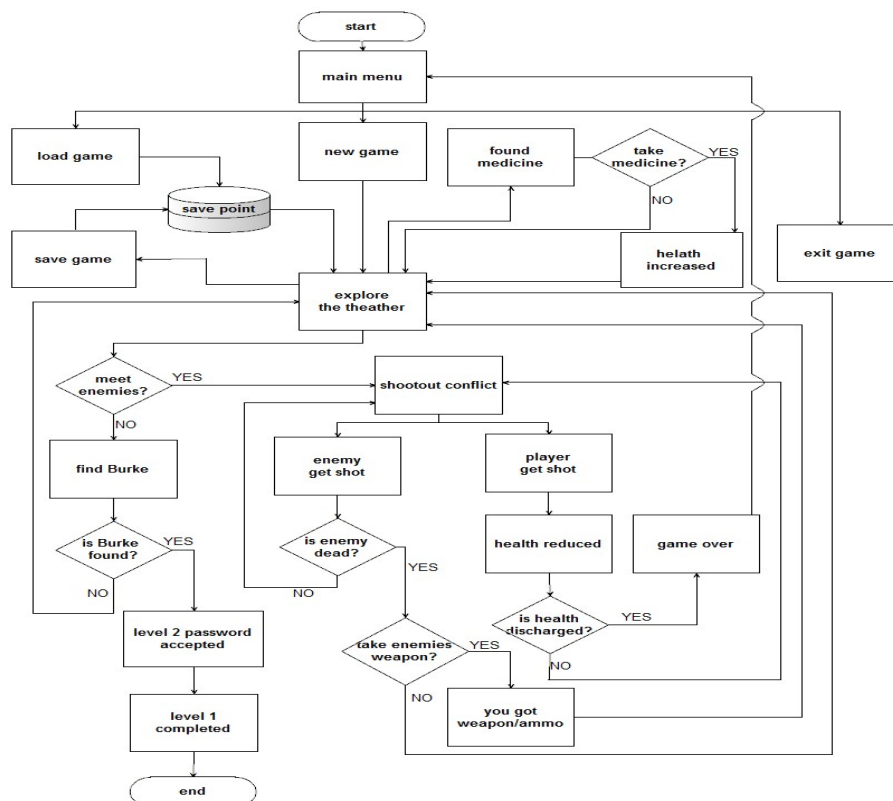 start
main menu
load game
new game
found
medicine
take
medicine?
YES
NO
save point
save game
helath
increased
exit game
explore
the theather
meet
enemies?
YES
NO
shootout conflict
find Burke
enemy
get shot
player
get shot
is Burke
found?
YES
NO
is enemy
dead?
YES
NO
health reduced
game over
is health
discharged?
YES
NO
level 2 password
accepted
take enemies
weapon?
YES
NO
you got
weapon/ammo
level 1
completed
end